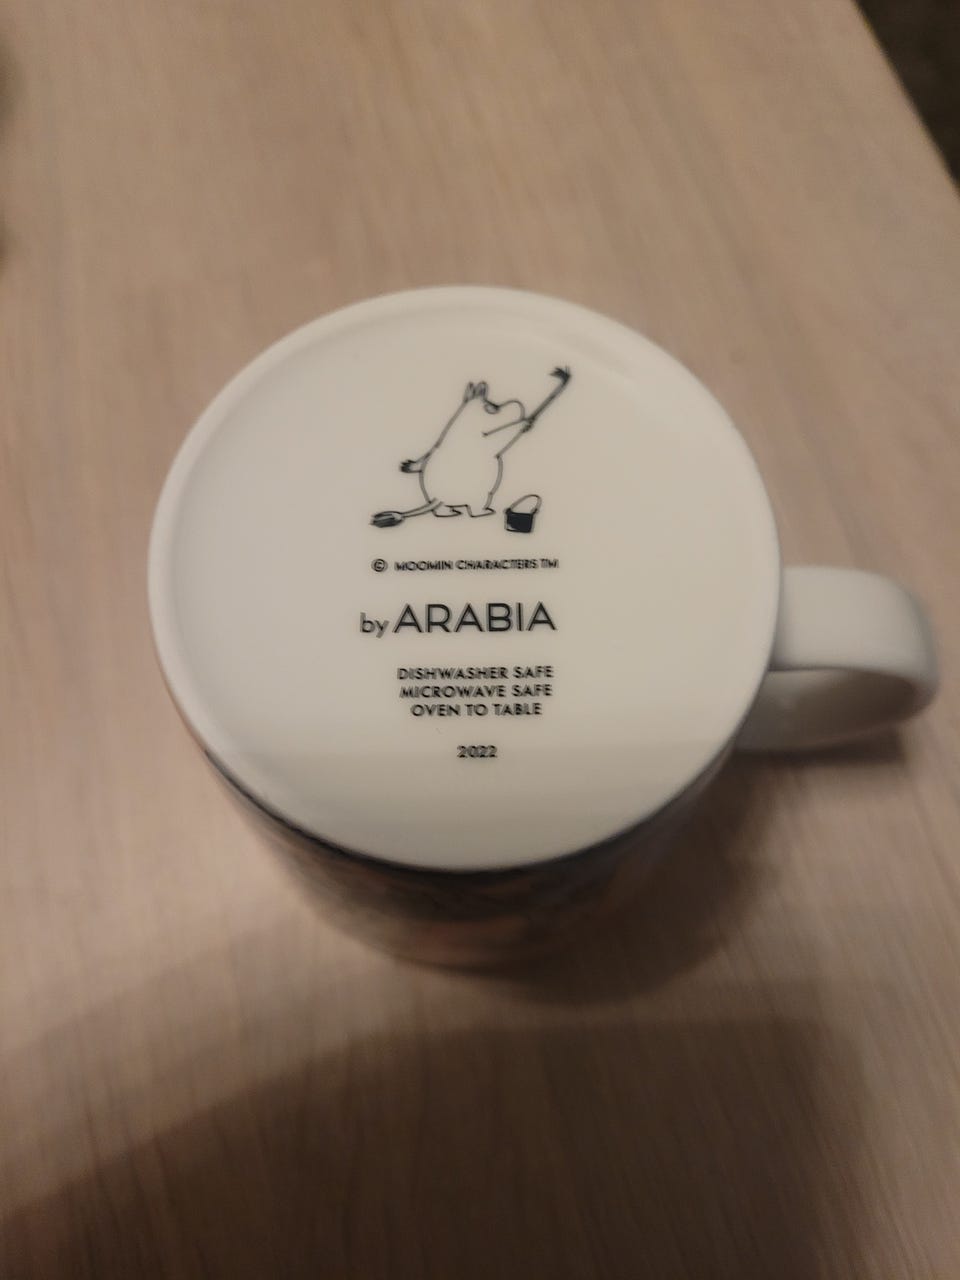 © MOOMIN CHARACTERS TM
by ARABIA
DISHWASHER SAFE
MICROWAVE SAFE
OVEN TO TABLE
2022